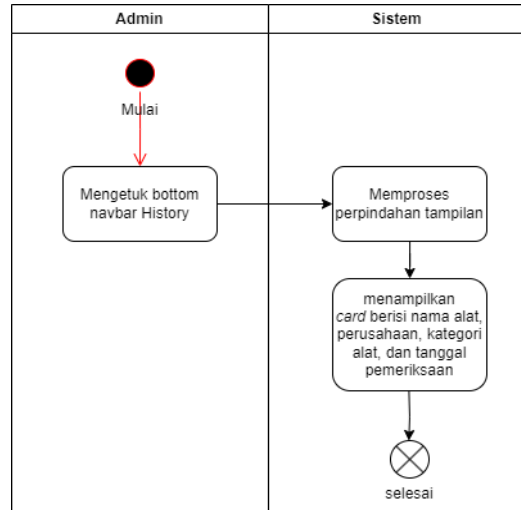 Admin
Sistem
Mulai
Mengetuk bottom
navbar History
Memproses
perpindahan tampilan
menampilkan
card berisi nama alat,
perusahaan, kategori
alat, dan tanggal
pemeriksaan
selesai